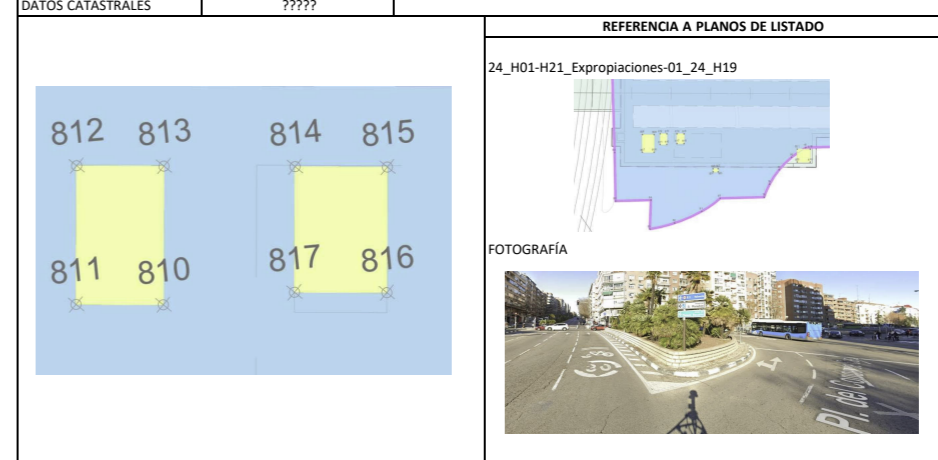 DATOS CATASTRALES
?????
REFERENCIA A PLANOS DE LISTADO
24_H01-H21_Expropiaciones-01_24_H19
812 813 814 815
811 810 817 816
FOTOGRAFÍA
Pl. del